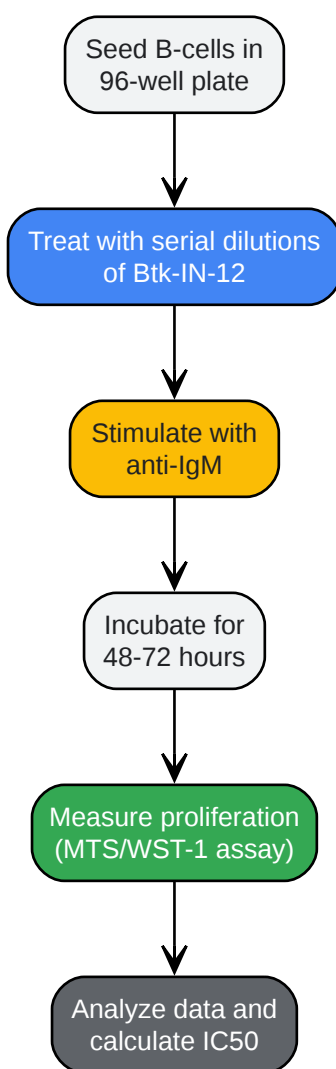 Seed B-cells in
96-well plate
Treat with serial dilutions
of Btk-IN-12
Stimulate with
anti-IgM
Incubate for
48-72 hours
Measure proliferation
(MTS/WST-1 assay)
Analyze data and
calculate IC50